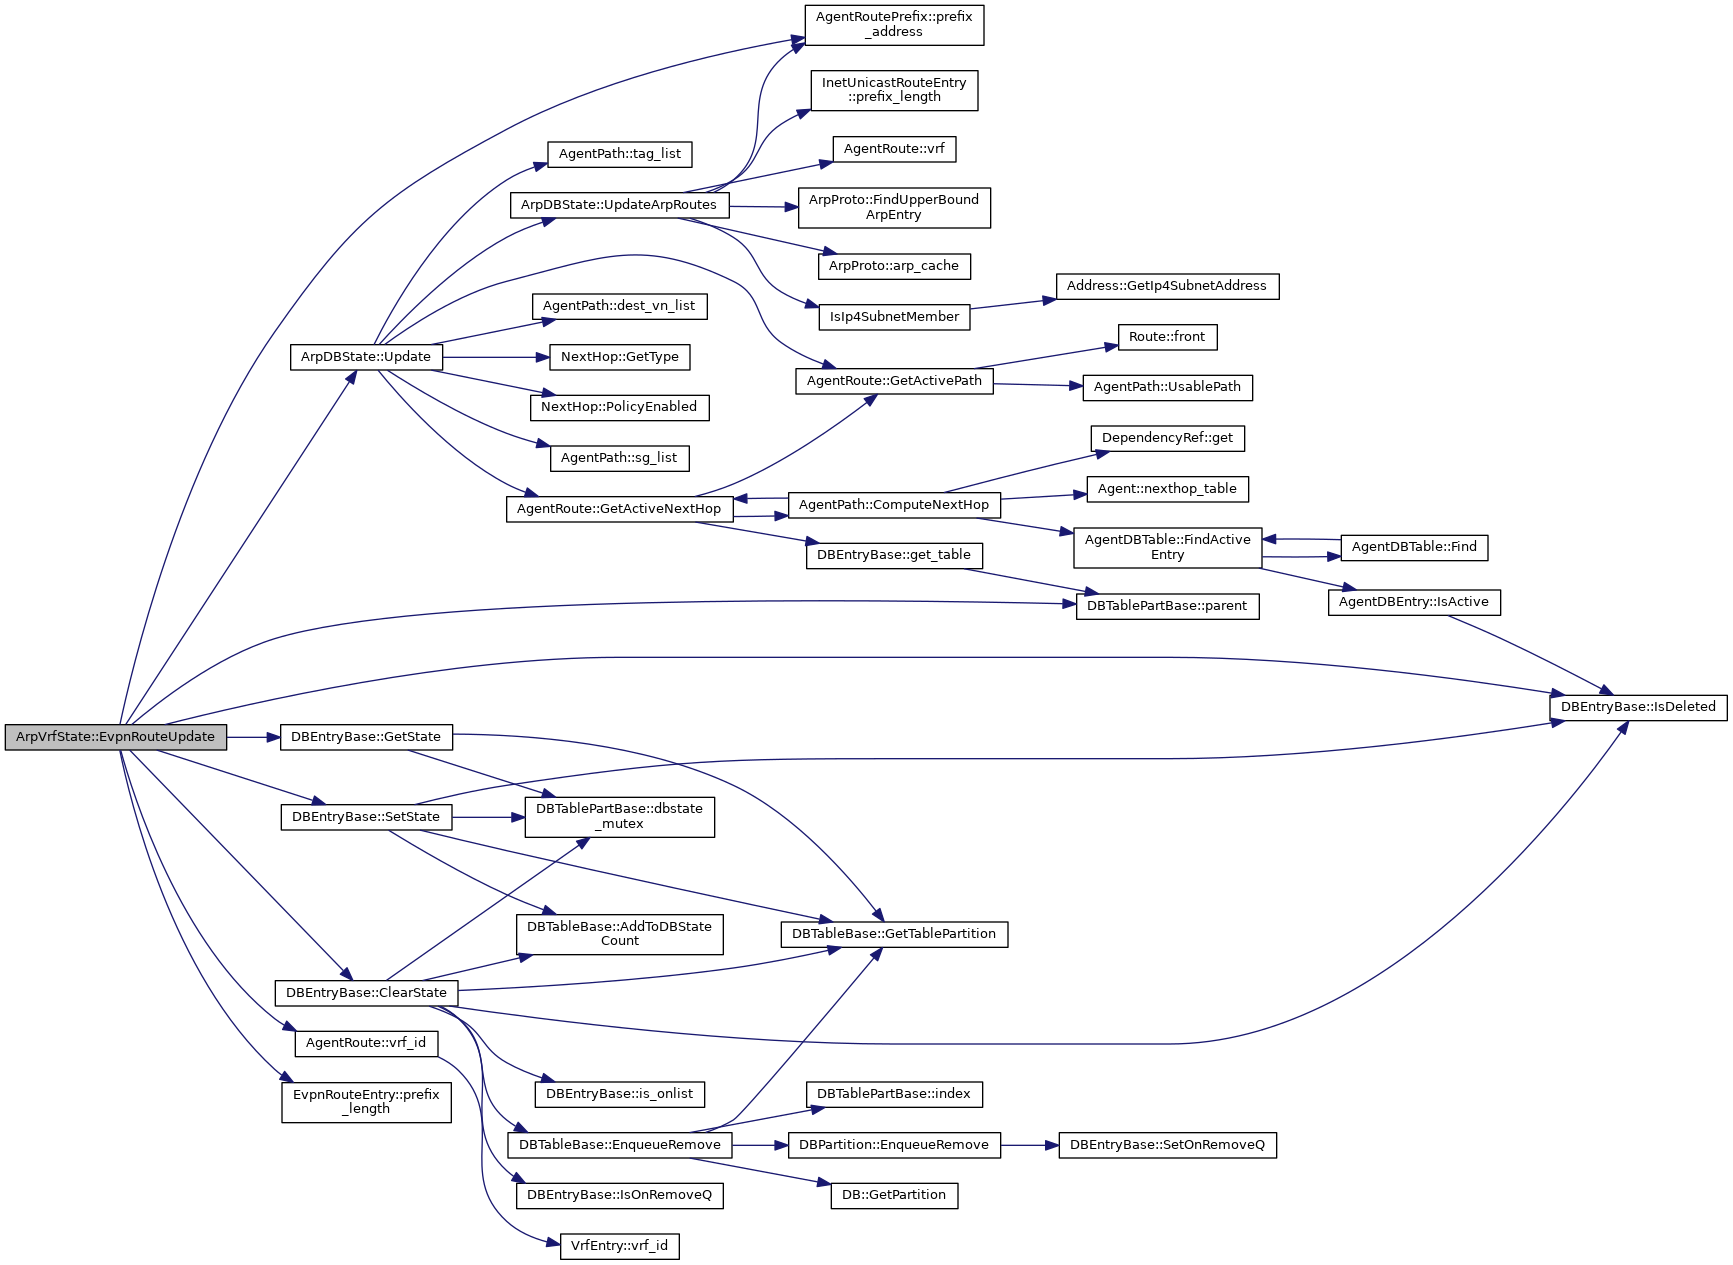 AgentRoutePrefix::prefix
_address
InetUnicastRouteEntry
::prefix_length
AgentRoute::vrf
AgentPath::tag_list
ArpDBState::UpdateArpRoutes
ArpProto::FindUpperBound
ArpEntry
ArpProto::arp_cache
Address::GetIp4SubnetAddress
AgentPath::dest_vn_list
IsIp4SubnetMember
Route::front
ArpDBState::Update
NextHop::GetType
AgentRoute::GetActivePath
AgentPath::UsablePath
NextHop::PolicyEnabled
DependencyRef::get
AgentPath::sg_list
Agent::nexthop_table
AgentRoute::GetActiveNextHop
AgentPath::ComputeNextHop
AgentDBTable::FindActive
Entry
AgentDBTable::Find
DBEntryBase::get_table
AgentDBEntry::IsActive
DBTablePartBase::parent
DBEntryBase::IsDeleted
ArpVrfState::EvpnRouteUpdate
DBEntryBase::GetState
DBEntryBase::SetState
DBTablePartBase::dbstate
_mutex
DBTableBase::AddToDBState
Count
DBTableBase::GetTablePartition
DBEntryBase::ClearState
AgentRoute::vrf_id
EvpnRouteEntry::prefix
_length
DBEntryBase::is_onlist
DBTablePartBase::index
DBTableBase::EnqueueRemove
DBPartition::EnqueueRemove
DBEntryBase::SetOnRemoveQ
DBEntryBase::IsOnRemoveQ
DB::GetPartition
VrfEntry::vrf_id